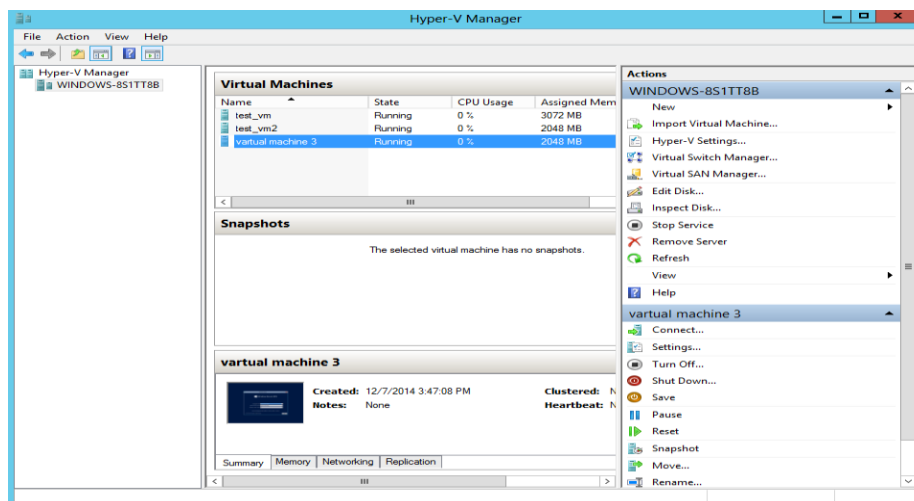 Hyper-V Manager
File Action View Help
Hyper-V Manager
WINDOWS-8S1TT8B
Virtual Machines
Name State CPU Usage Assigned Mem
test_vm Running 0 % 3072 MB
test_vm2 Running 0 % 2048 MB
vartual machine 3 Running 0 % 2048 MB
Snapshots
The selected virtual machine has no snapshots.
vartual machine 3
Created: 12/7/2014 3:47:08 PM Clustered: N
Notes: None Heartbeat: N
Summary Memory Networking Replication
Actions
WINDOWS-8S1TT8B
New
Import Virtual Machine...
Hyper-V Settings...
Virtual Switch Manager...
Virtual SAN Manager...
Edit Disk...
Inspect Disk...
Stop Service
Remove Server
Refresh
View
Help
vartual machine 3
Connect...
Settings...
Turn Off...
Shut Down...
Save
Pause
Reset
Snapshot
Move...
Rename...